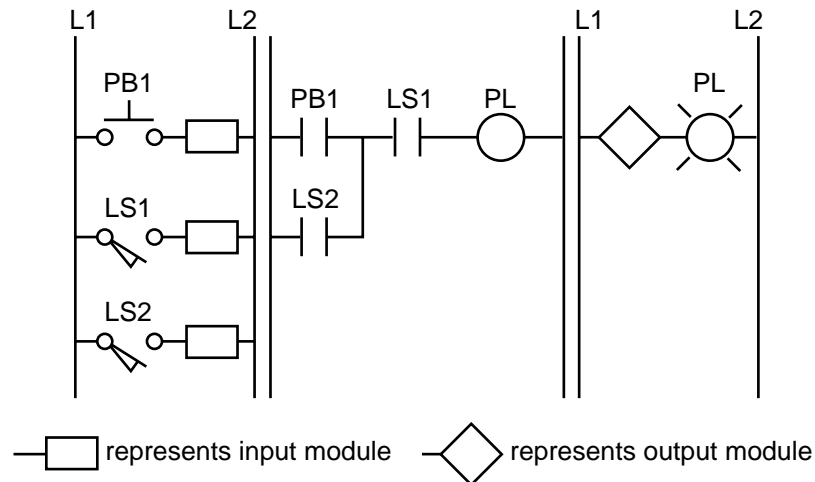 L1 L2 L1 L2
PB1 PB1 LS1 PL PL
LS1 LS2
LS2
represents input module represents output module